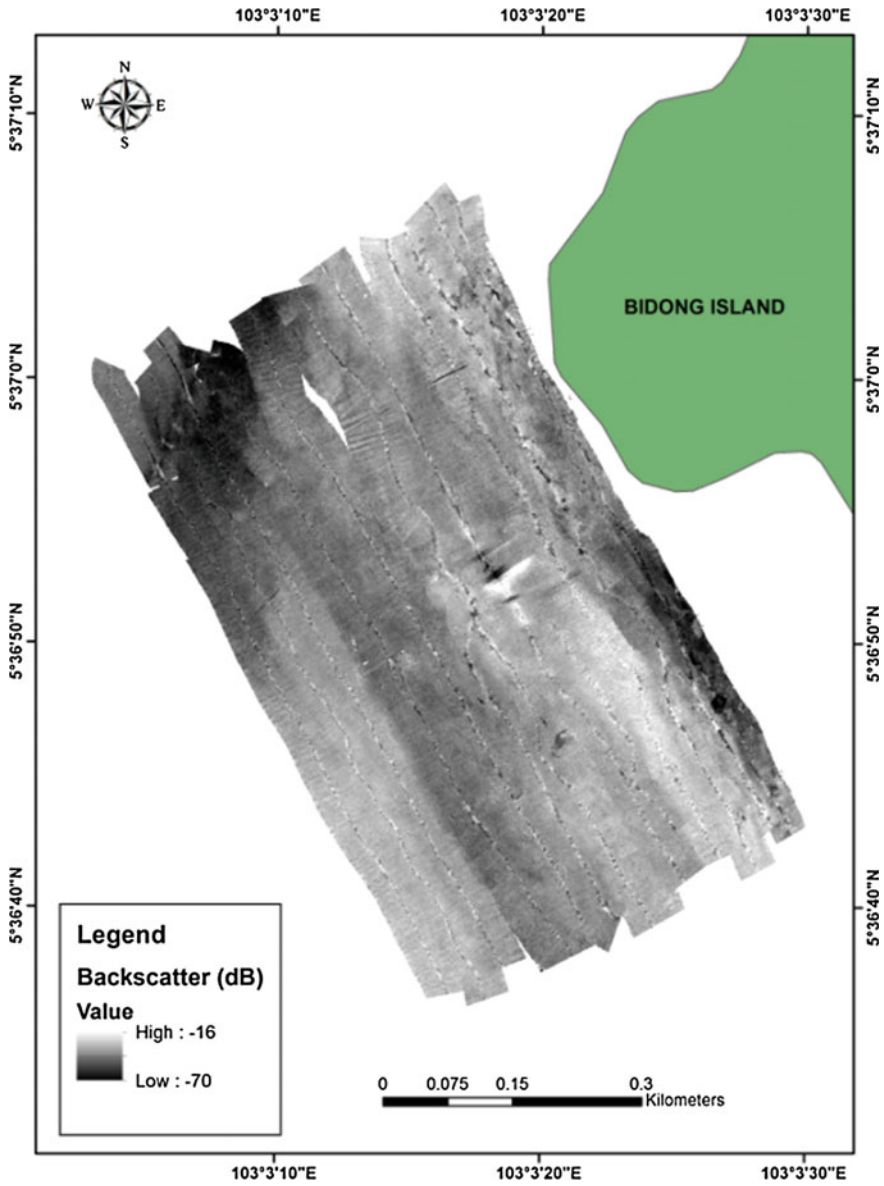 103°3'10"E 103°3'20"E 103°3'30"E
N
W E
S
5°37'10"N 5°37'10"N
BIDONG ISLAND
5°37'0"N 5°37'0"N
5°36'50"N 5°36'50"N
5°36'40"N 5°36'40"N
Legend
Backscatter (dB)
Value
High : -16
Low : -70
0 0.075 0.15 0.3
Kilometers
103°3'10"E 103°3'20"E 103°3'30"E